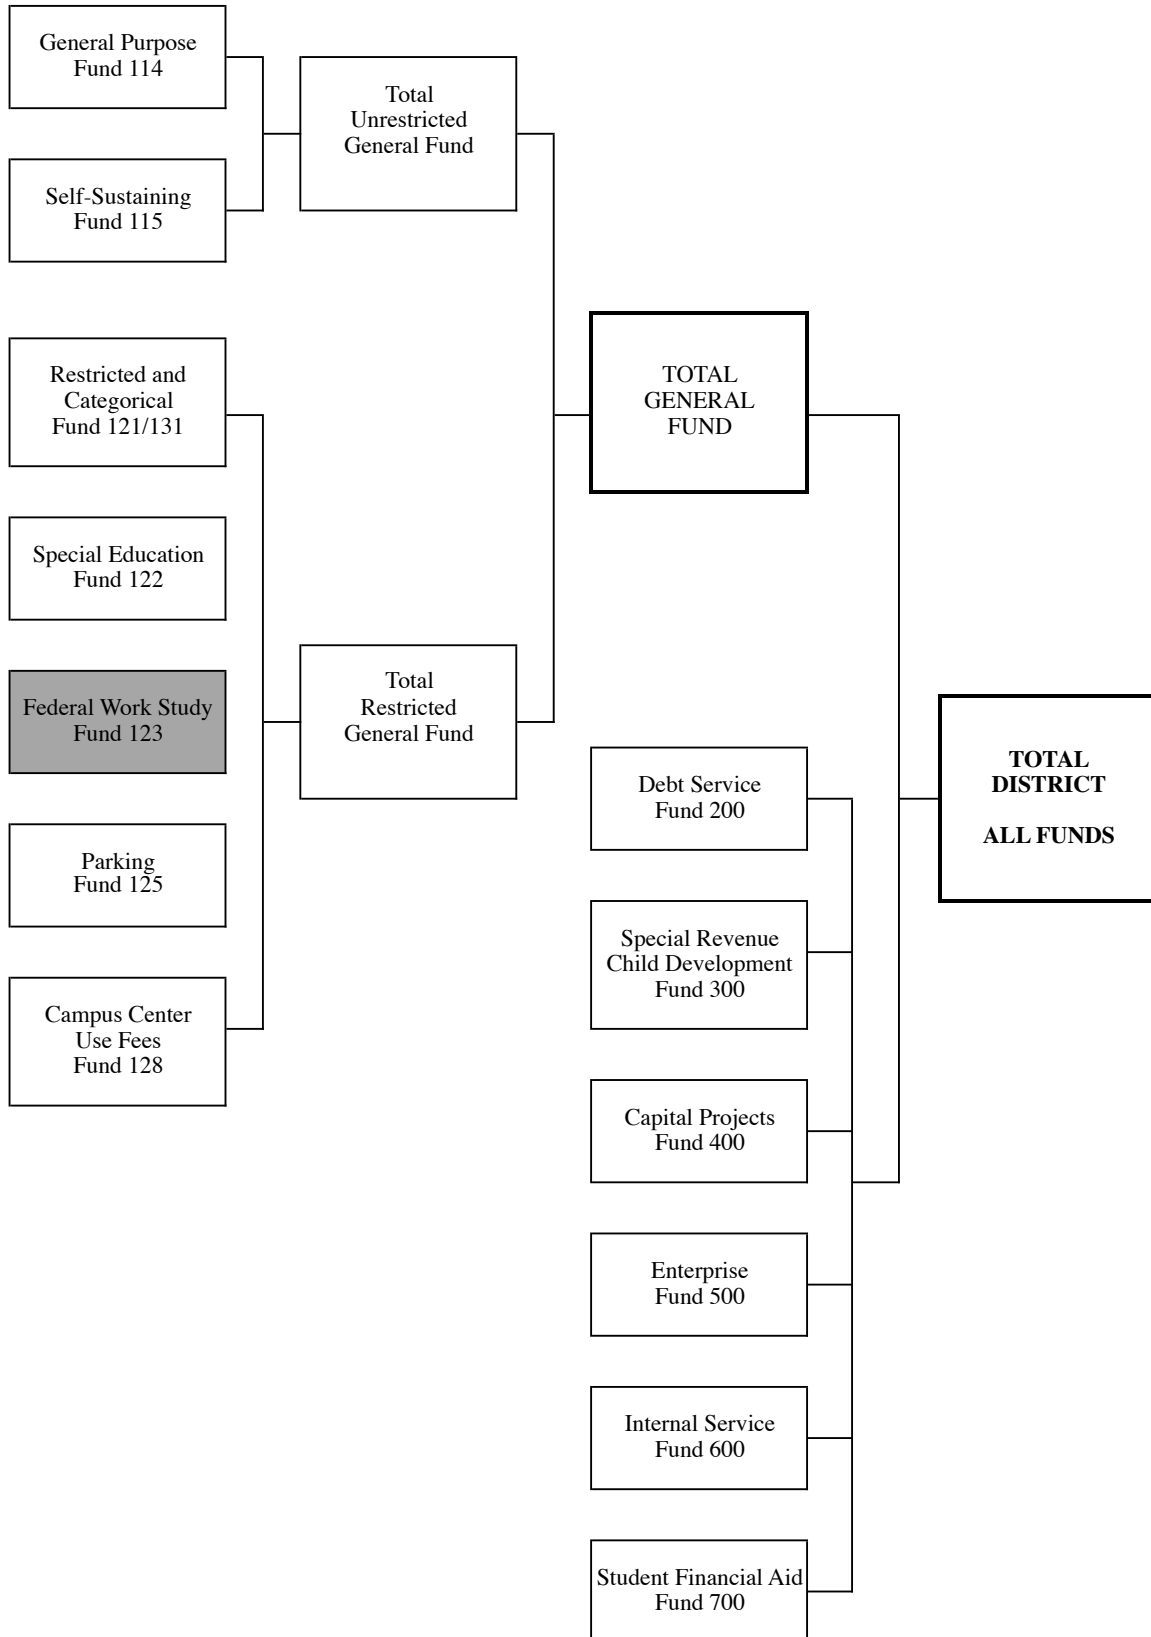 General Purpose
Fund 114
Total
Unrestricted
General Fund
Self-Sustaining
Fund 115
Restricted and
Categorical
Fund 121/131
TOTAL
GENERAL
FUND
Special Education
Fund 122
Federal Work Study
Fund 123
Total
Restricted
General Fund
Debt Service
Fund 200
TOTAL
DISTRICT
ALL FUNDS
Parking
Fund 125
Special Revenue
Child Development
Fund 300
Campus Center
Use Fees
Fund 128
Capital Projects
Fund 400
Enterprise
Fund 500
Internal Service
Fund 600
Student Financial Aid
Fund 700